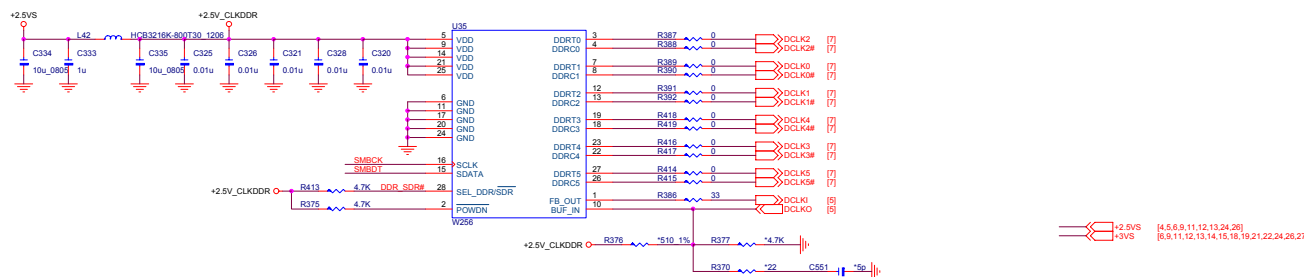 +2.5VS
+2.5V_CLKDDR
L42 HCB3216K-800T30_1206
C334
10u_0805
C333
1u
C335
10u_0805
C325
0.01u
C326
0.01u
C321
0.01u
C328
0.01u
C320
0.01u
U35
5 VDD
9 VDD
14 VDD
21 VDD
25 VDD
6 GND
11 GND
17 GND
20 GND
24 GND
SMBCK 16 SCLK
SMBDT 15 SDATA
+2.5V_CLKDDR R413 4.7K DDR_SDR# 28 SEL_DDR/SDR
R375 4.7K 2 POWDN
W256
DDRT0 3 R387 0 DCLK2 [7]
DDRC0 4 R388 0 DCLK2# [7]
DDRT1 7 R389 0 DCLK0 [7]
DDRC1 8 R390 0 DCLK0# [7]
DDRT2 12 R391 0 DCLK1 [7]
DDRC2 13 R392 0 DCLK1# [7]
DDRT3 19 R418 0 DCLK4 [7]
DDRC3 18 R419 0 DCLK4# [7]
DDRT4 23 R416 0 DCLK3 [7]
DDRC4 22 R417 0 DCLK3# [7]
DDRT5 27 R414 0 DCLK5 [7]
DDRC5 26 R415 0 DCLK5# [7]
FB_OUT 1 R386 33 DCLKI [5]
BUF_IN 10 DCLKO [5]
+2.5V_CLKDDR R376 *510_1% R377 *4.7K
R370 *22 C551 *5p
+2.5VS [4,5,6,9,11,12,13,24,26]
+3VS [6,9,11,12,13,14,15,18,19,21,22,24,26,27